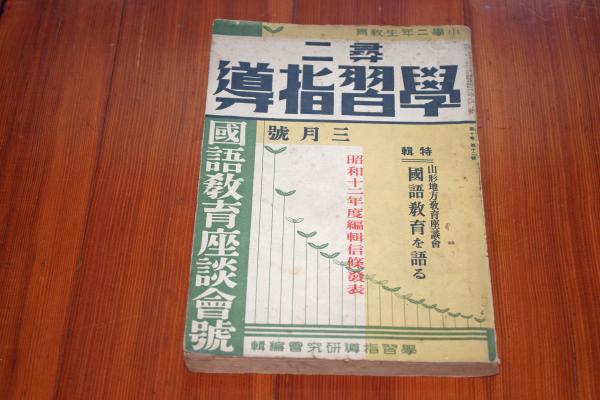 小學二年生教育
尋二
學習指導
三月號
特輯
山形地方教育座談會
國語教育を語る
昭和十二年度編輯信條發表
國語教育座談會號
學習指導研究會編輯